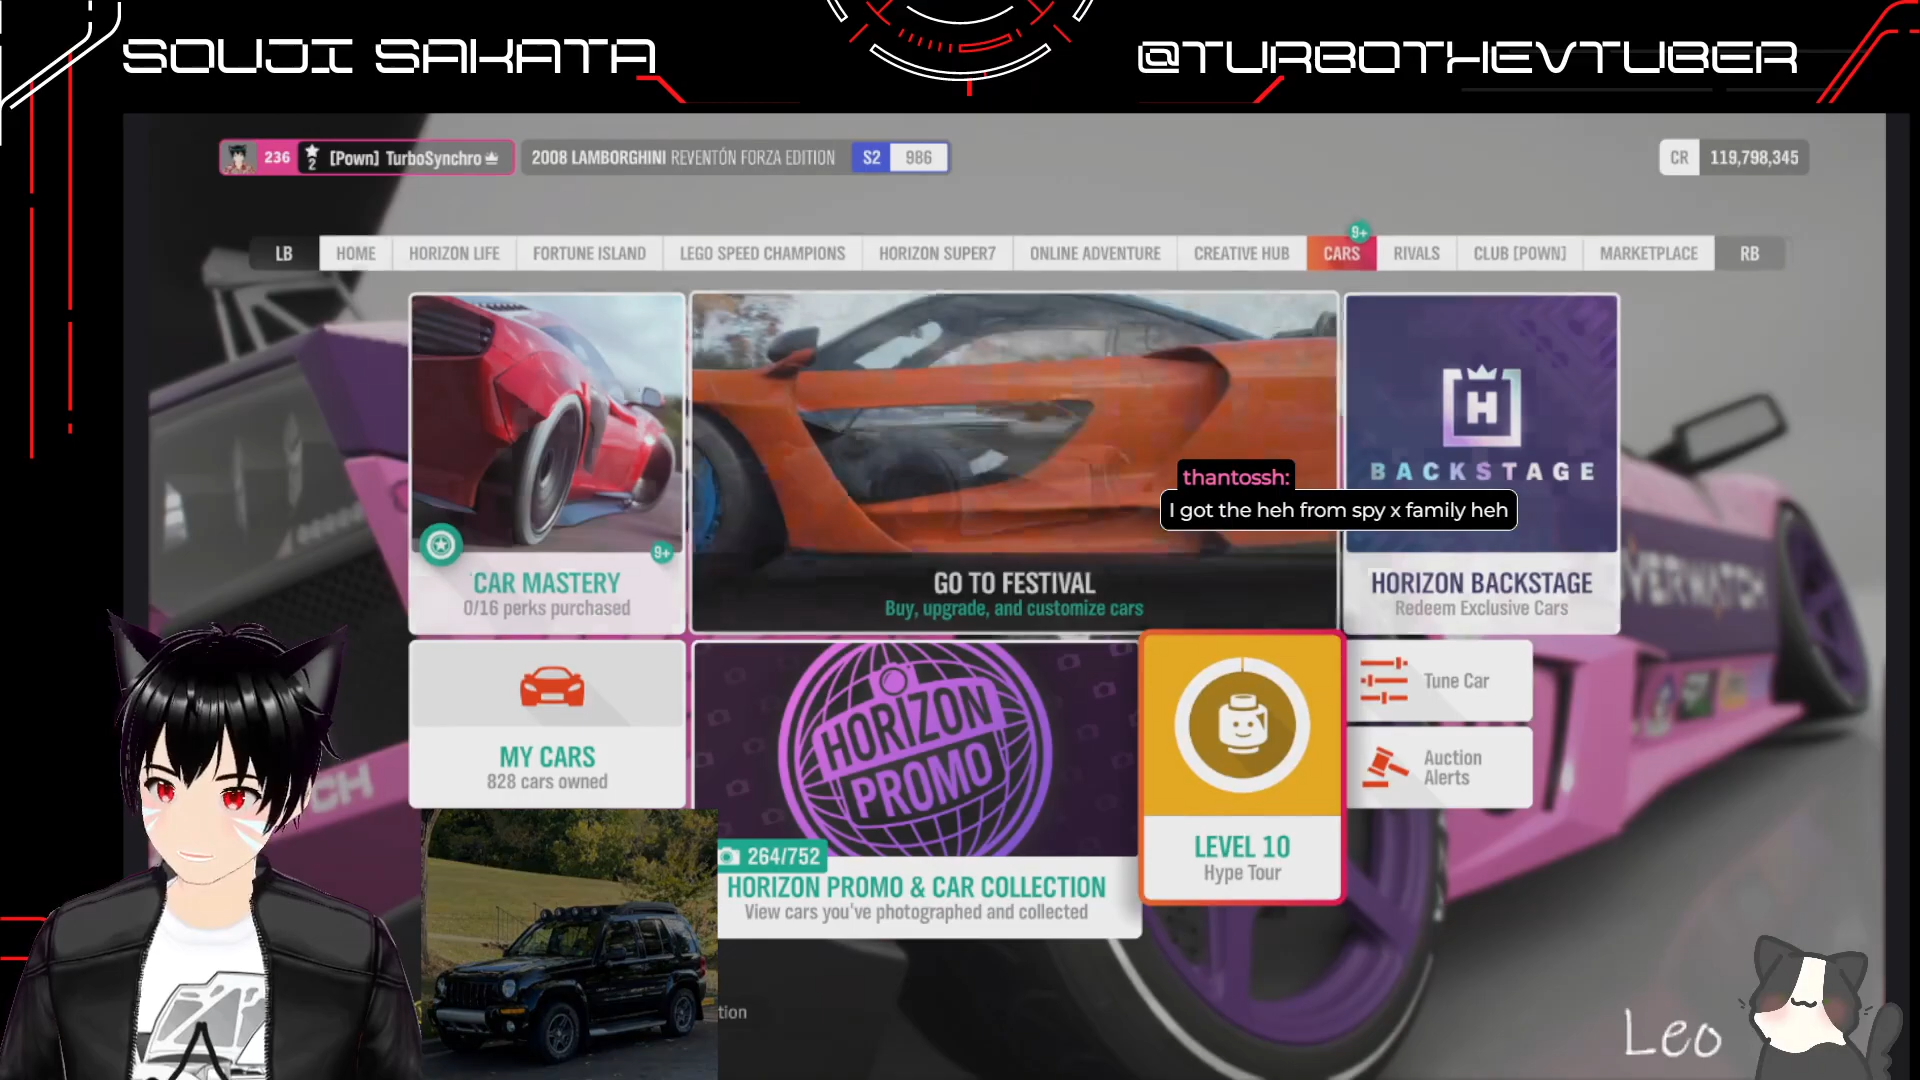 SOUJI SAKATA
@TURBOTHEVTUBER
236
2
[Pown] TurboSynchro
2008 LAMBORGHINI REVENTÓN FORZA EDITION
S2
986
CR
119,798,345
LB
HOME
HORIZON LIFE
FORTUNE ISLAND
LEGO SPEED CHAMPIONS
HORIZON SUPER7
ONLINE ADVENTURE
CREATIVE HUB
CARS
9+
RIVALS
CLUB [POWN]
MARKETPLACE
RB
9+
CAR MASTERY
0/16 perks purchased
GO TO FESTIVAL
Buy, upgrade, and customize cars
thantossh:
I got the heh from spy x family heh
H
BACKSTAGE
HORIZON BACKSTAGE
Redeem Exclusive Cars
VERWATCH
MY CARS
828 cars owned
HORIZON
PROMO
264/752
HORIZON PROMO & CAR COLLECTION
View cars you've photographed and collected
LEVEL 10
Hype Tour
Tune Car
Auction
Alerts
CH
tion
Leo